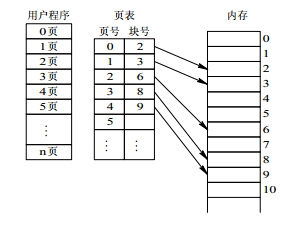 用户程序
0页
1页
2页
3页
4页
5页
⋮
n页
页表
页号 块号
0 2
1 3
2 6
3 8
4 9
5
⋮ ⋮
内存
0
1
2
3
4
5
6
7
8
9
10